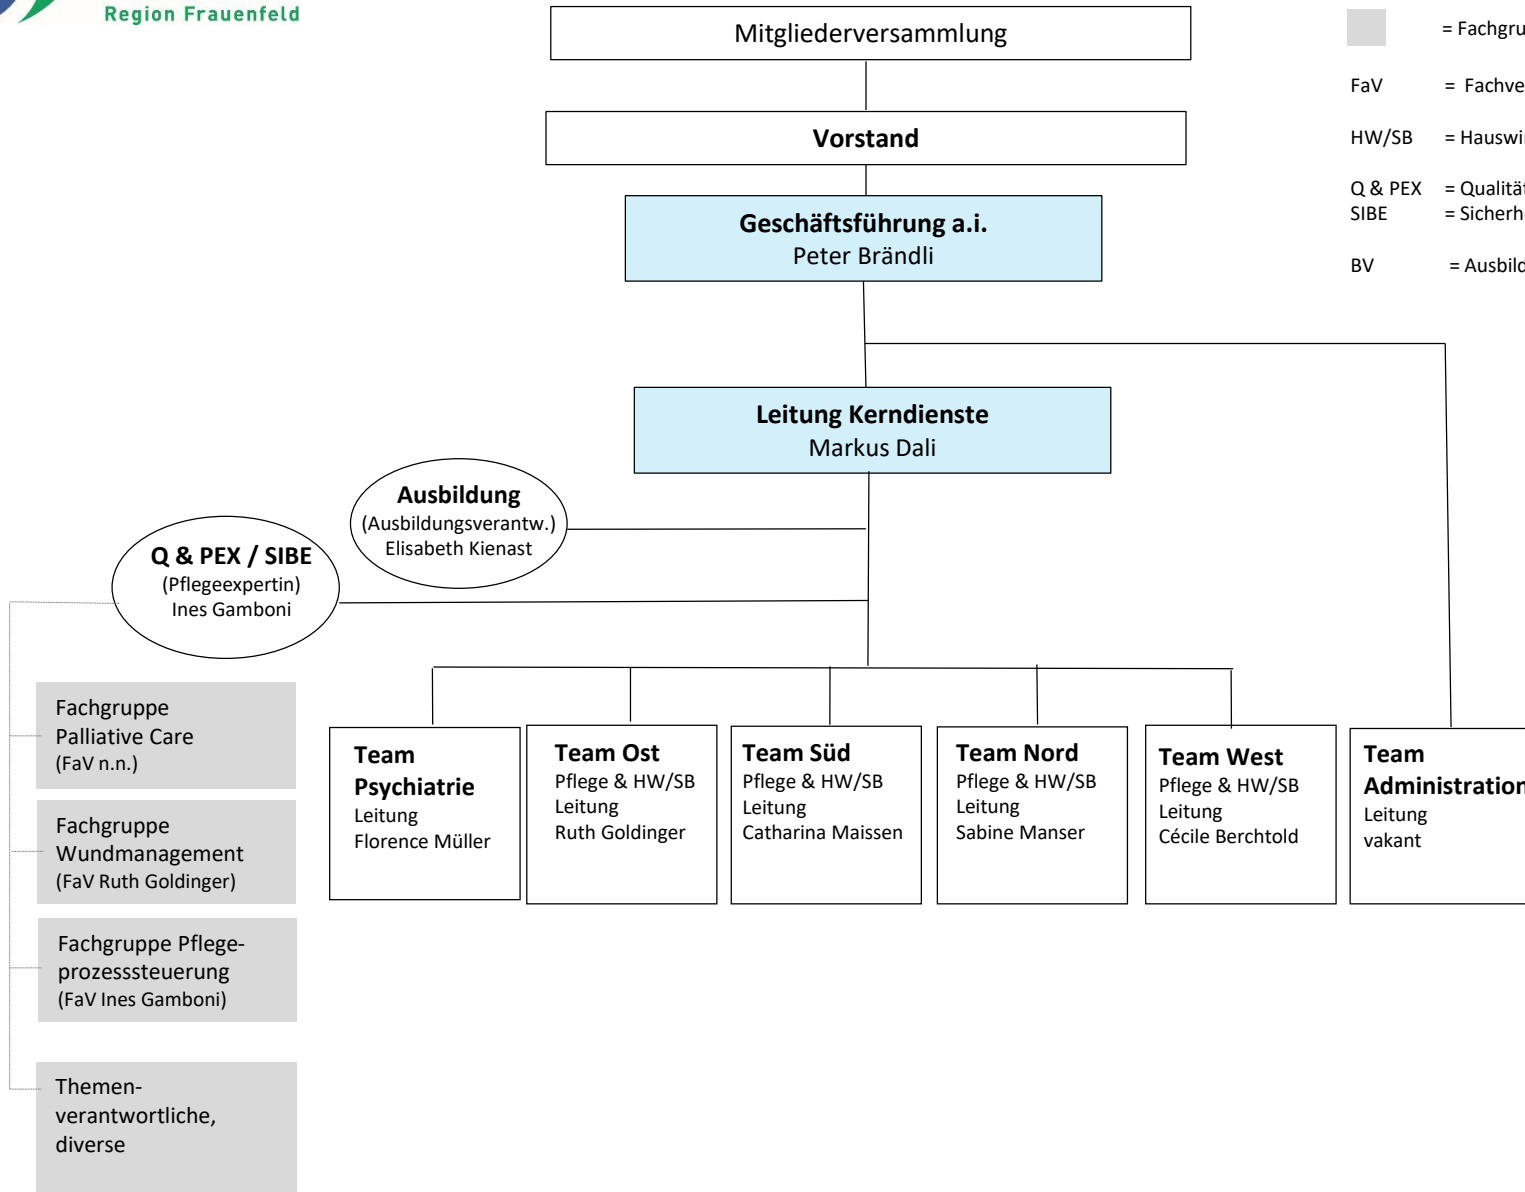 Region Frauenfeld
Mitgliederversammlung
Vorstand
Geschäftsführung a.i.
Peter Brändli
Leitung Kerndienste
Markus Dali
= Fachgru
FaV = Fachve
HW/SB = Hauswi
Q & PEX = Qualität
SIBE = Sicherh
BV = Ausbild
Ausbildung
(Ausbildungsverantw.)
Elisabeth Kienast
Q & PEX / SIBE
(Pflegeexpertin)
Ines Gamboni
Fachgruppe
Palliative Care
(FaV n.n.)
Fachgruppe
Wundmanagement
(FaV Ruth Goldinger)
Fachgruppe Pflege-
prozesssteuerung
(FaV Ines Gamboni)
Themen-
verantwortliche,
diverse
Team
Psychiatrie
Leitung
Florence Müller
Team Ost
Pflege & HW/SB
Leitung
Ruth Goldinger
Team Süd
Pflege & HW/SB
Leitung
Catharina Maissen
Team Nord
Pflege & HW/SB
Leitung
Sabine Manser
Team West
Pflege & HW/SB
Leitung
Cécile Berchtold
Team
Administration
Leitung
vakant